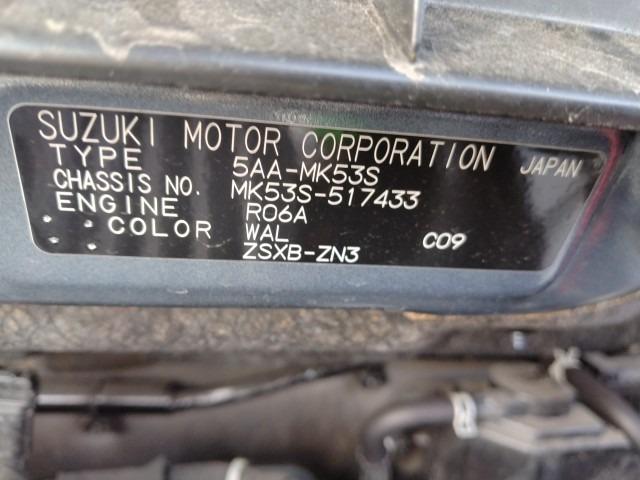 SUZUKI MOTOR CORPORATION JAPAN
TYPE 5AA-MK53S
CHASSIS NO. MK53S-517433
ENGINE R06A
COLOR WAL C09
ZSXB-ZN3